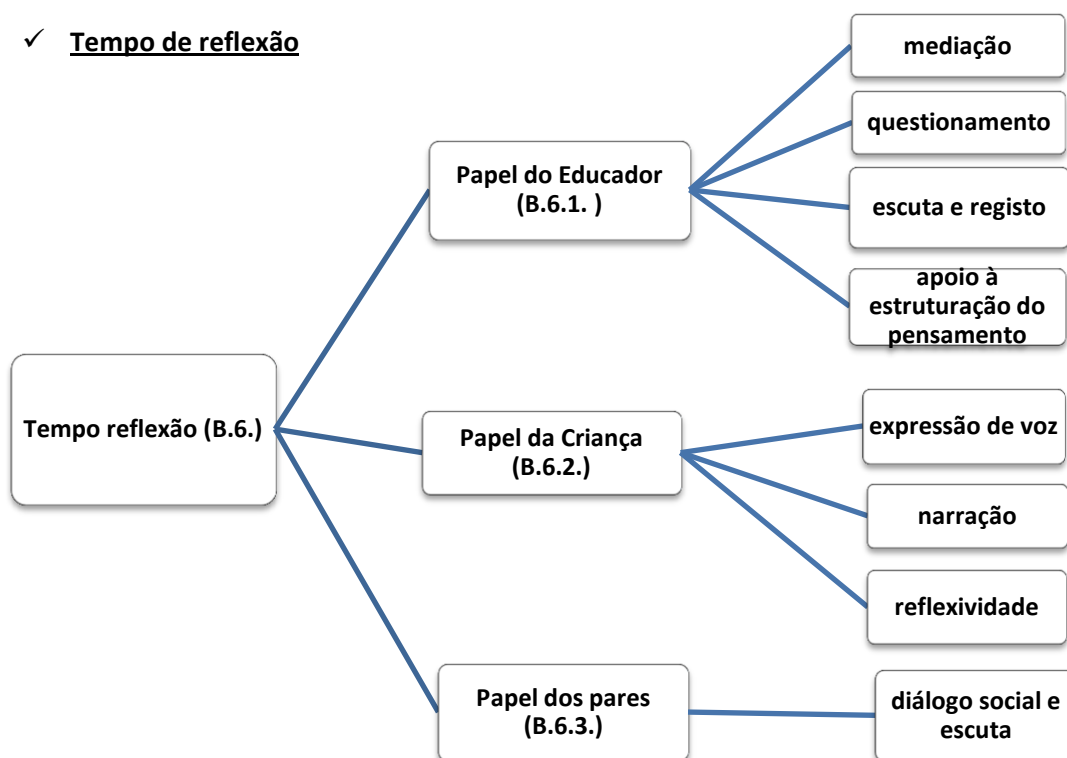 ✓ Tempo de reflexão
mediação
questionamento
Papel do Educador
(B.6.1. )
escuta e registo
apoio à
estruturação do
pensamento
Tempo reflexão (B.6.)
Papel da Criança
(B.6.2.)
expressão de voz
narração
reflexividade
Papel dos pares
(B.6.3.)
diálogo social e
escuta